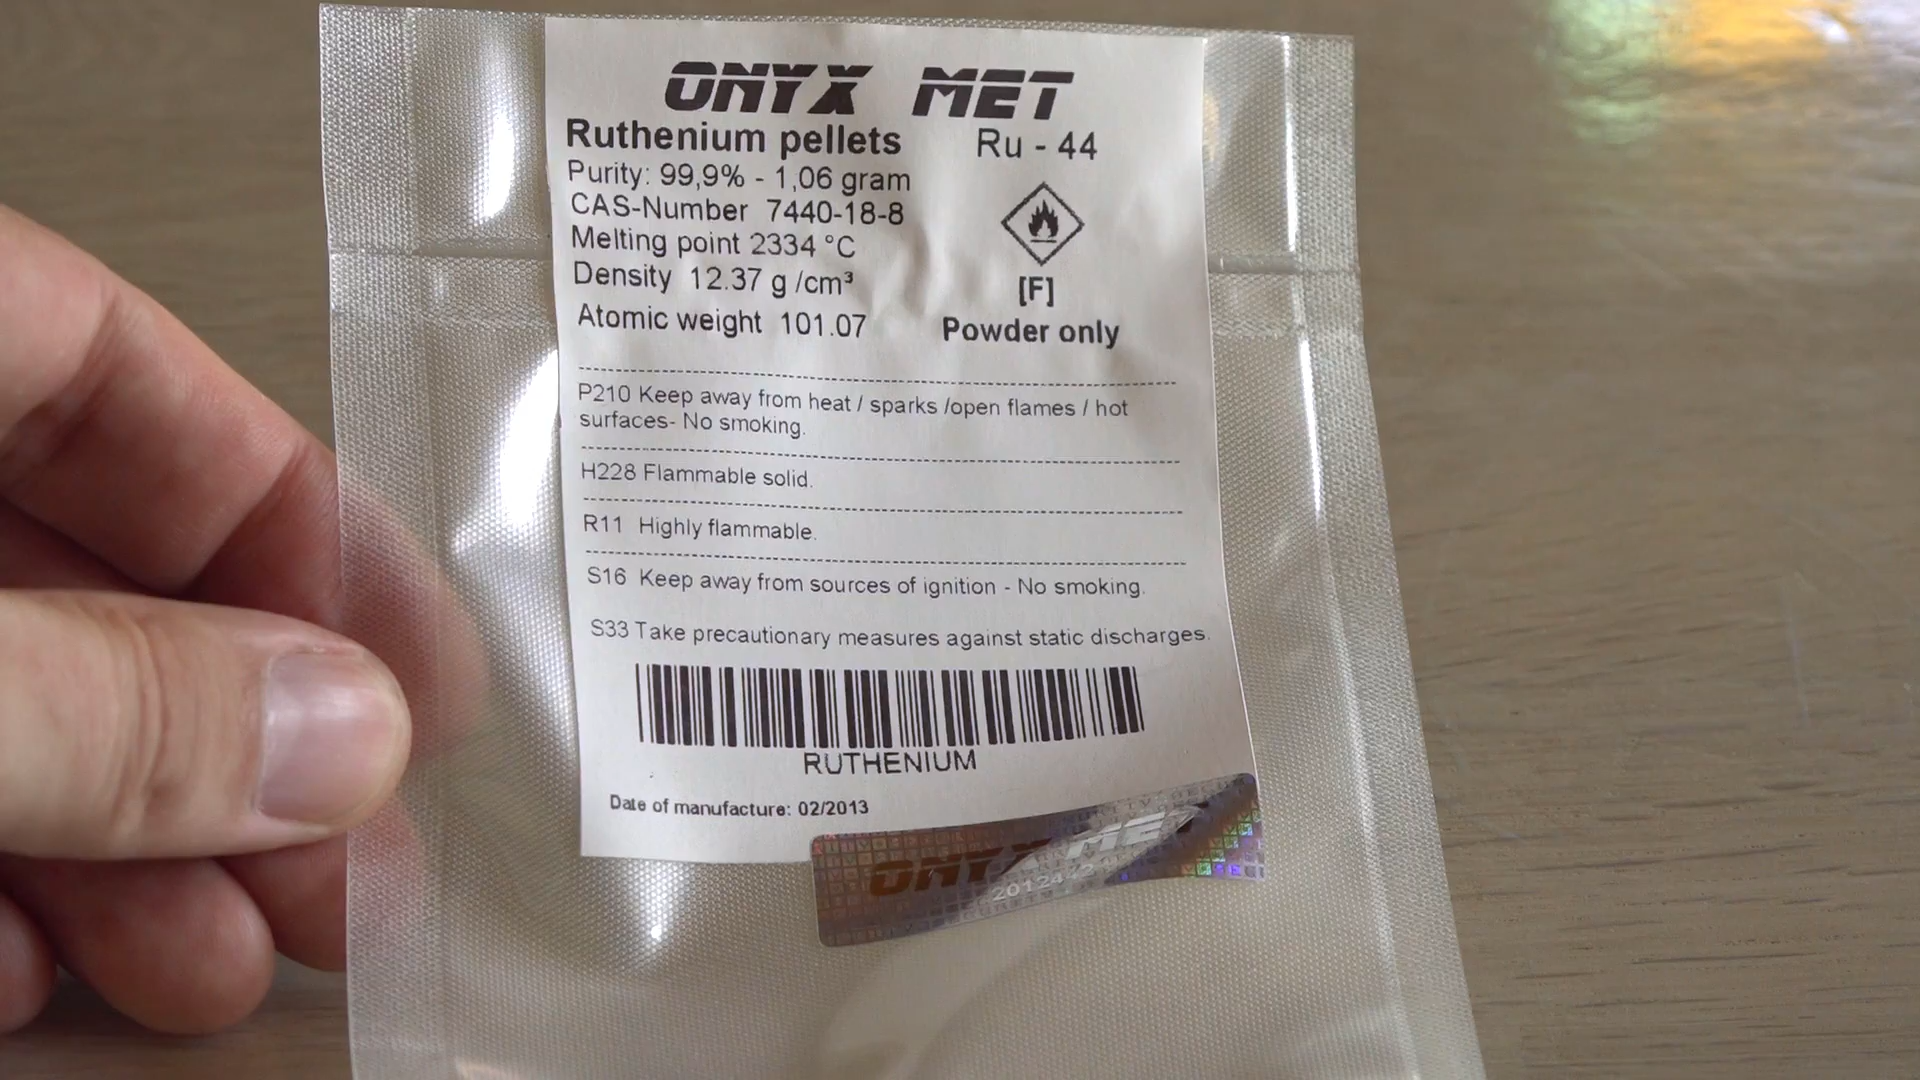 ONYX MET
Ruthenium pellets Ru - 44
Purity: 99,9% - 1,06 gram
CAS-Number 7440-18-8
Melting point 2334 °C
Density 12.37 g /cm³
[F]
Atomic weight 101.07
Powder only
P210 Keep away from heat / sparks /open flames / hot
surfaces- No smoking.
H228 Flammable solid.
R11 Highly flammable.
S16 Keep away from sources of ignition - No smoking.
S33 Take precautionary measures against static discharges.
RUTHENIUM
Date of manufacture: 02/2013
ONYX MET